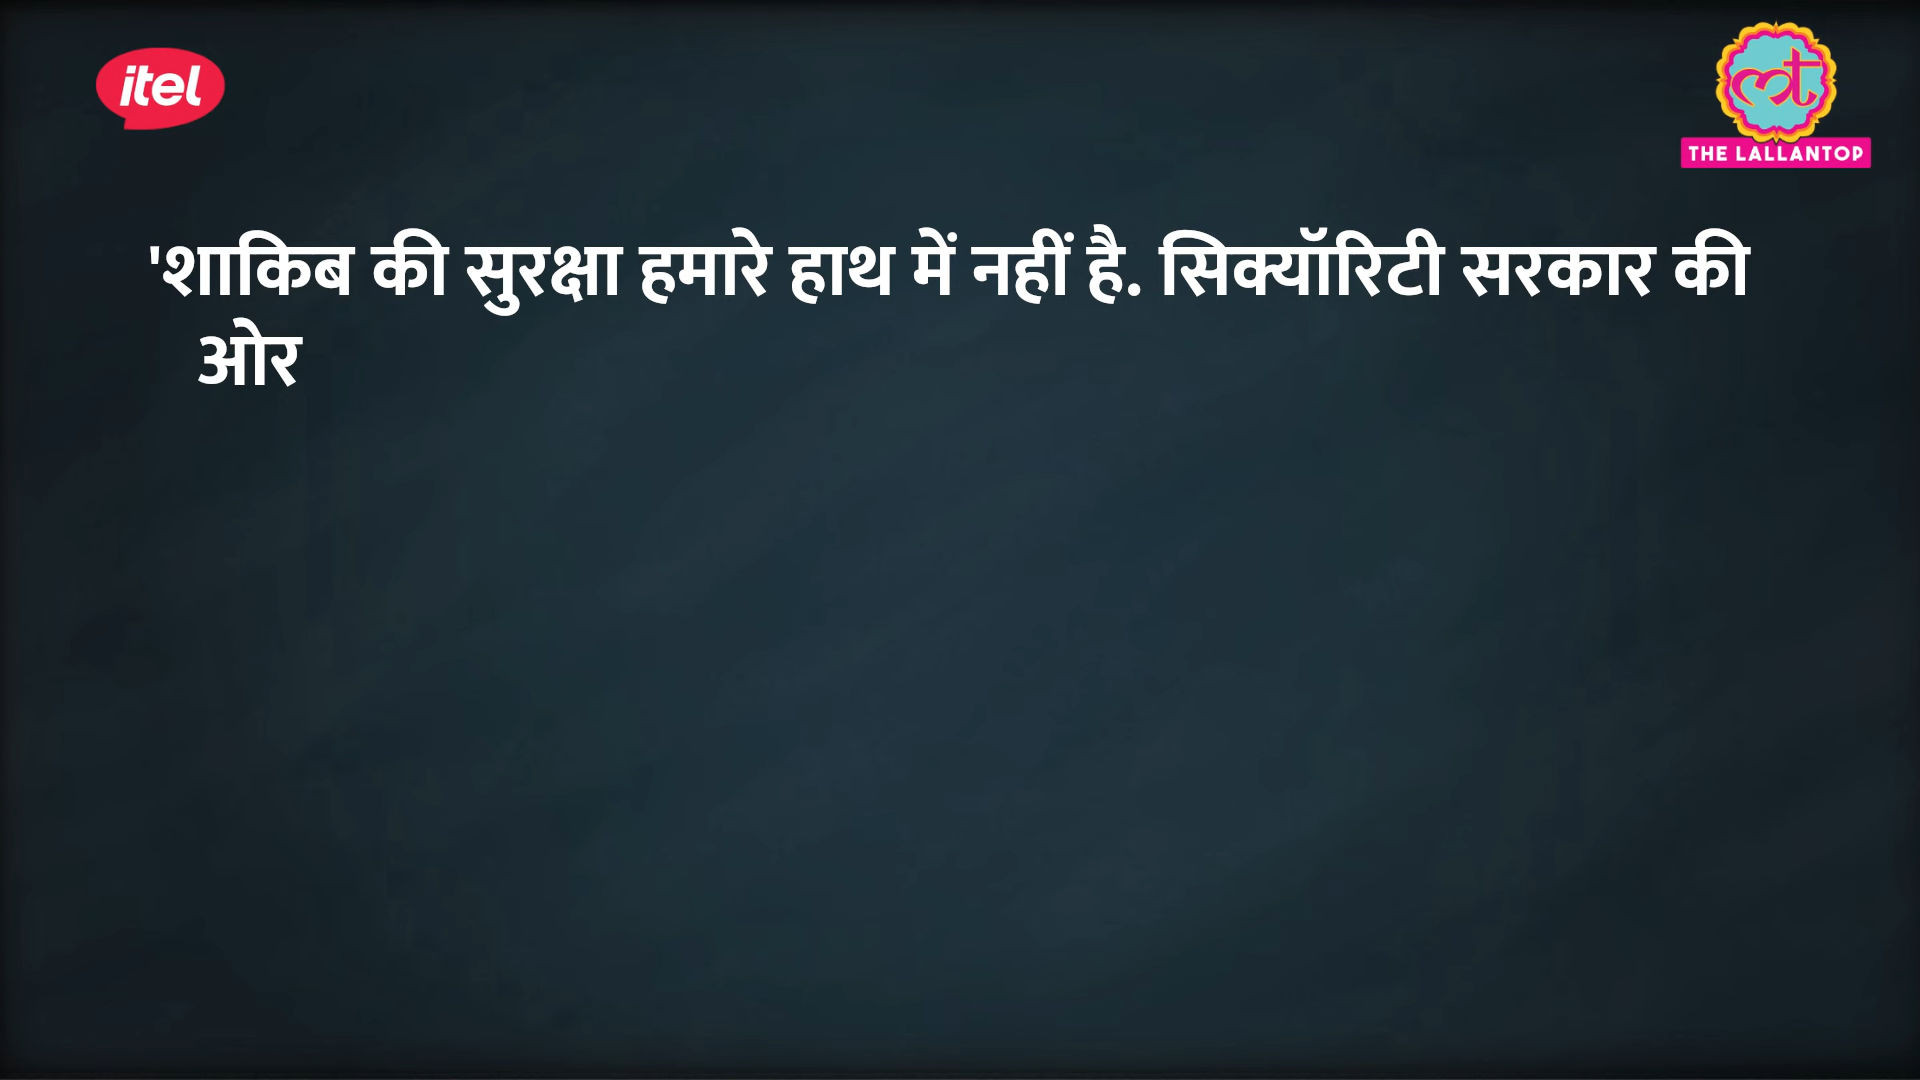 itel
THE LALLANTOP
'शाकिब की सुरक्षा हमारे हाथ में नहीं है. सिक्यॉरिटी सरकार की
ओर